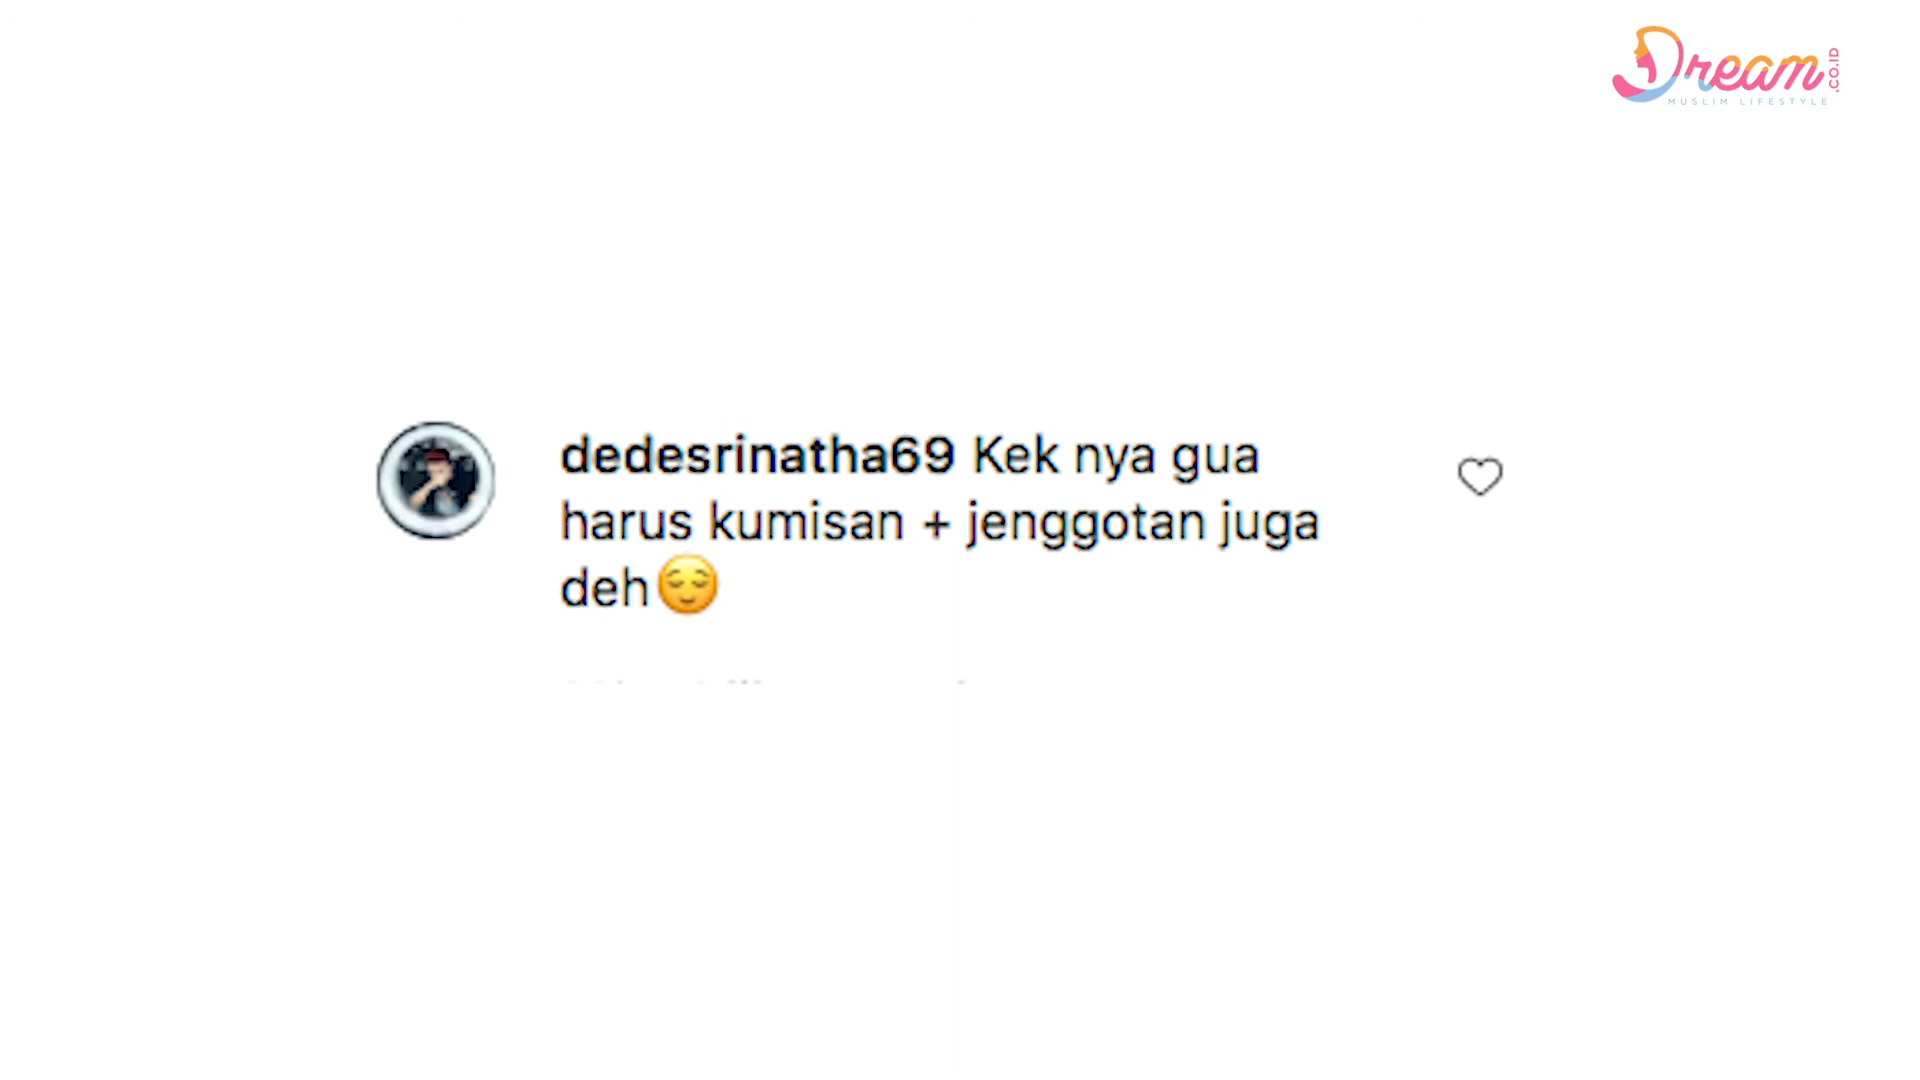 Dream
.CO.ID
MUSLIM LIFESTYLE
dedesrinatha69 Kek nya gua
harus kumisan + jenggotan juga
deh😌